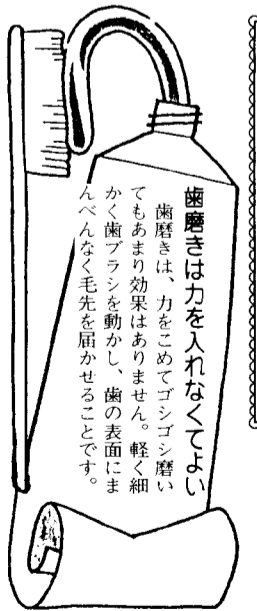 歯磨きは力を入れなくてよい
歯磨きは、力をこめてゴシゴシ磨い
てもあまり効果はありません。軽く細
かく歯ブラシを動かし、歯の表面にま
んべんなく毛先を届かせることです。